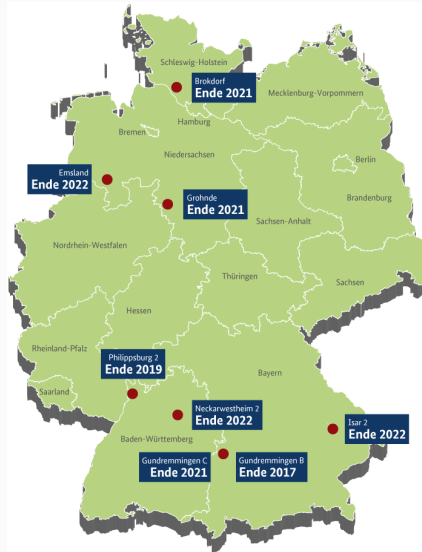 Schleswig-Holstein
Brokdorf
Ende 2021
Mecklenburg-Vorpommern
Hamburg
Bremen
Niedersachsen
Berlin
Emsland
Ende 2022
Brandenburg
Grohnde
Ende 2021
Sachsen-Anhalt
Nordrhein-Westfalen
Thüringen
Sachsen
Hessen
Rheinland-Pfalz
Philippsburg 2
Ende 2019
Bayern
Saarland
Neckarwestheim 2
Ende 2022
Isar 2
Ende 2022
Baden-Württemberg
Gundremmingen C
Ende 2021
Gundremmingen B
Ende 2017